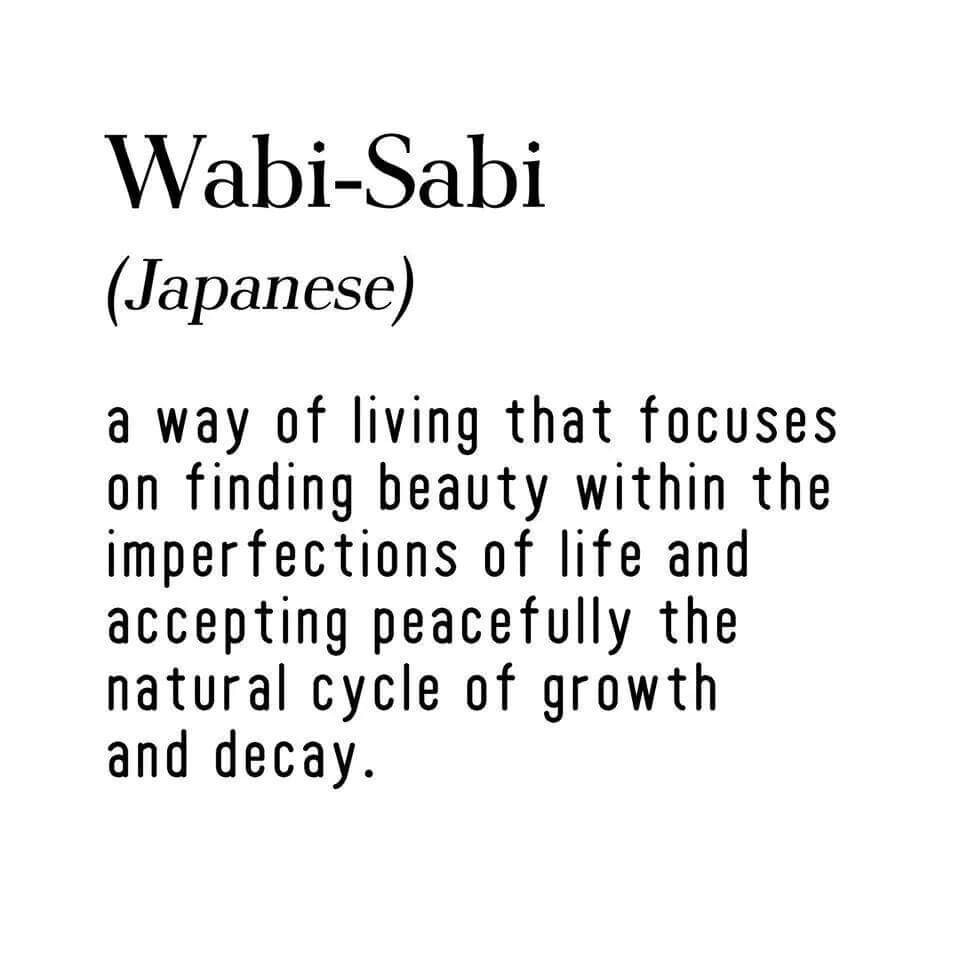 Wabi-Sabi
(Japanese)
a way of living that focuses
on finding beauty within the
imperfections of life and
accepting peacefully the
natural cycle of growth
and decay.